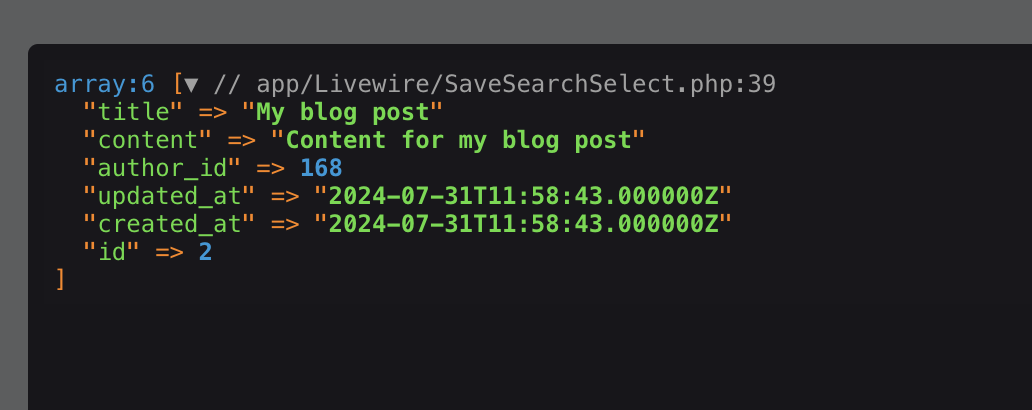 array:6 [▼ // app/Livewire/SaveSearchSelect.php:39
"title" => "My blog post"
"content" => "Content for my blog post"
"author_id" => 168
"updated_at" => "2024-07-31T11:58:43.000000Z"
"created_at" => "2024-07-31T11:58:43.000000Z"
"id" => 2
]